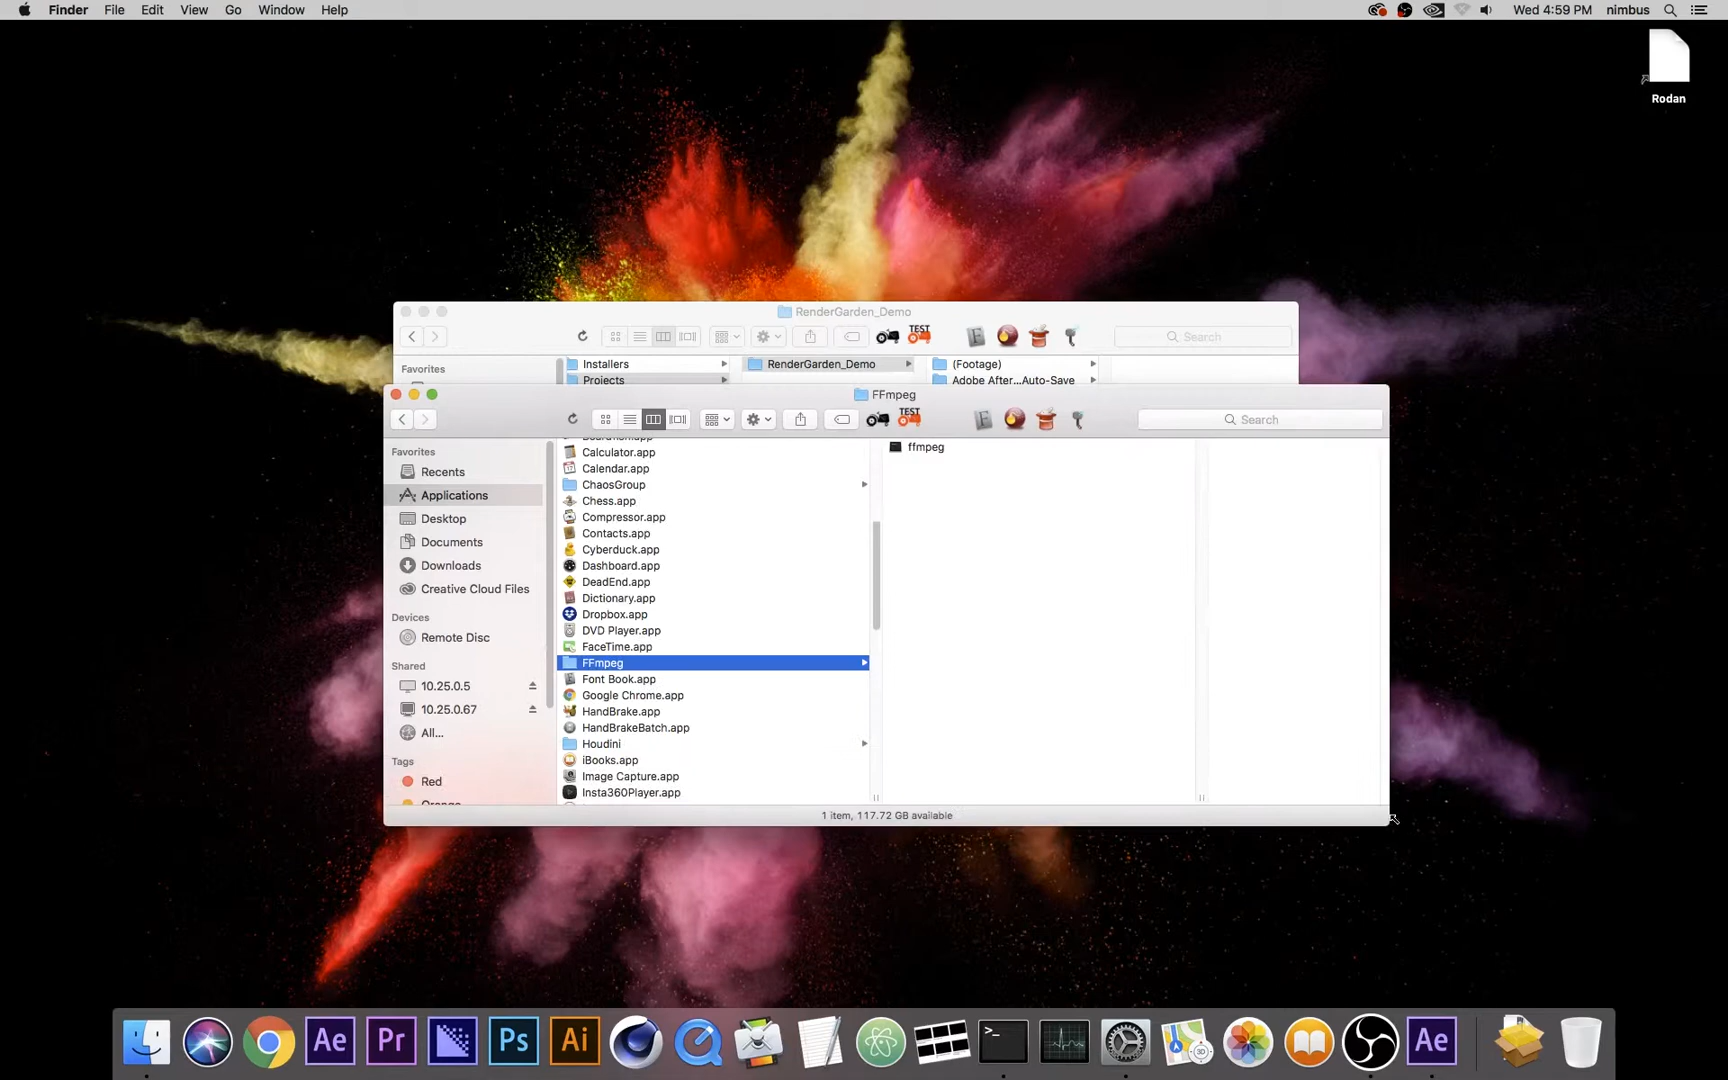 Finder File Edit View Go Window Help
Wed 4:59 PM nimbus
Rodan
RenderGarden_Demo
TEST
Search
Favorites
Installers
Projects
RenderGarden_Demo
(Footage)
Adobe After...Auto-Save
FFmpeg
TEST
Search
Favorites
Recents
Applications
Desktop
Documents
Downloads
Creative Cloud Files
Devices
Remote Disc
Shared
10.25.0.5
10.25.0.67
All...
Tags
Red
Orange
Calculator.app
Calendar.app
ChaosGroup
Chess.app
Compressor.app
Contacts.app
Cyberduck.app
Dashboard.app
DeadEnd.app
Dictionary.app
Dropbox.app
DVD Player.app
FaceTime.app
FFmpeg
Font Book.app
Google Chrome.app
HandBrake.app
HandBrakeBatch.app
Houdini
iBooks.app
Image Capture.app
Insta360Player.app
ffmpeg
1 item, 117.72 GB available
Ae
Pr
Ps
Ai
>_
3D
Ae